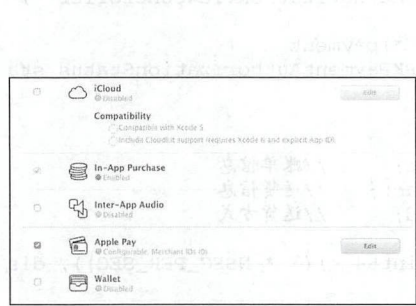 iCloud
Disabled
Edit
Compatibility
Compatible with Xcode 5
Include CloudKit support Requires Xcode 6 and explicit App ID
In-App Purchase
Enabled
Inter-App Audio
Disabled
Apple Pay
Configurable, Merchant IDs (0)
Edit
Wallet
Disabled